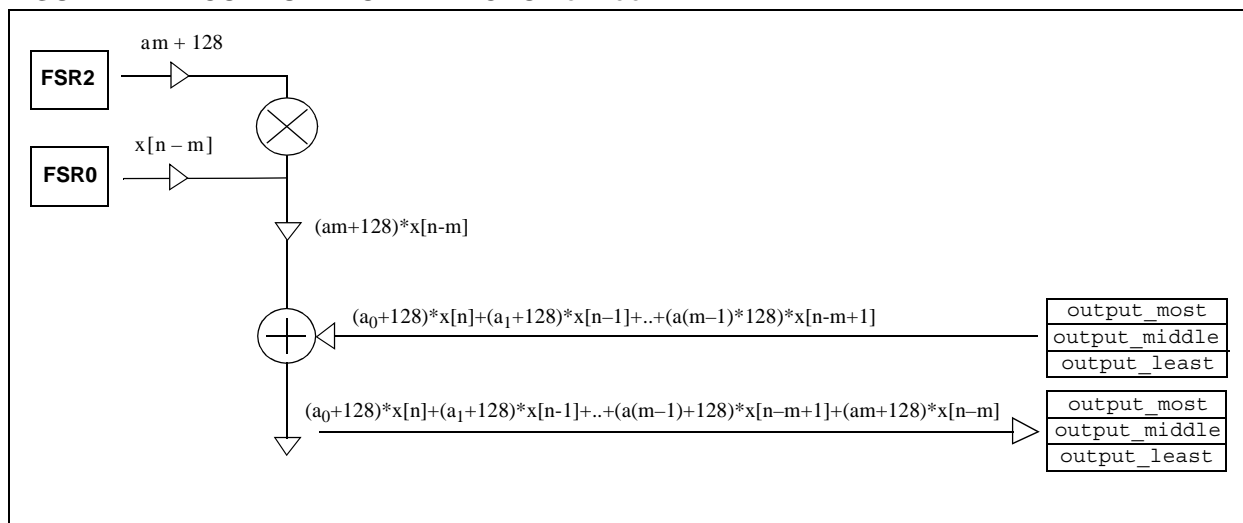 am + 128
FSR2
x[n – m]
FSR0
(am+128)*x[n-m]
(a0+128)*x[n]+(a1+128)*x[n–1]+..+(a(m–1)*128)*x[n-m+1]
output_most
output_middle
output_least
(a0+128)*x[n]+(a1+128)*x[n-1]+..+(a(m–1)+128)*x[n–m+1]+(am+128)*x[n–m]
output_most
output_middle
output_least